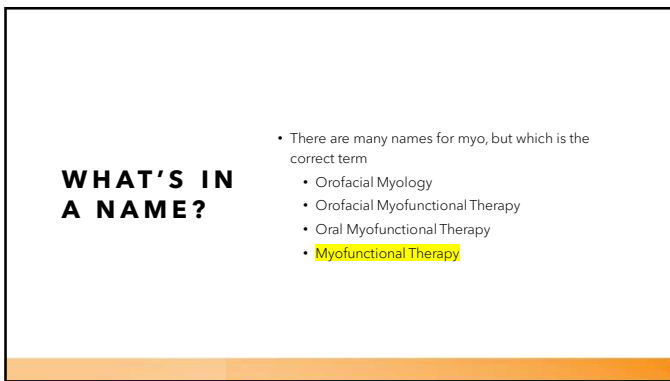 WHAT'S IN
A NAME?
• There are many names for myo, but which is the
correct term
• Orofacial Myology
• Orofacial Myofunctional Therapy
• Oral Myofunctional Therapy
• Myofunctional Therapy